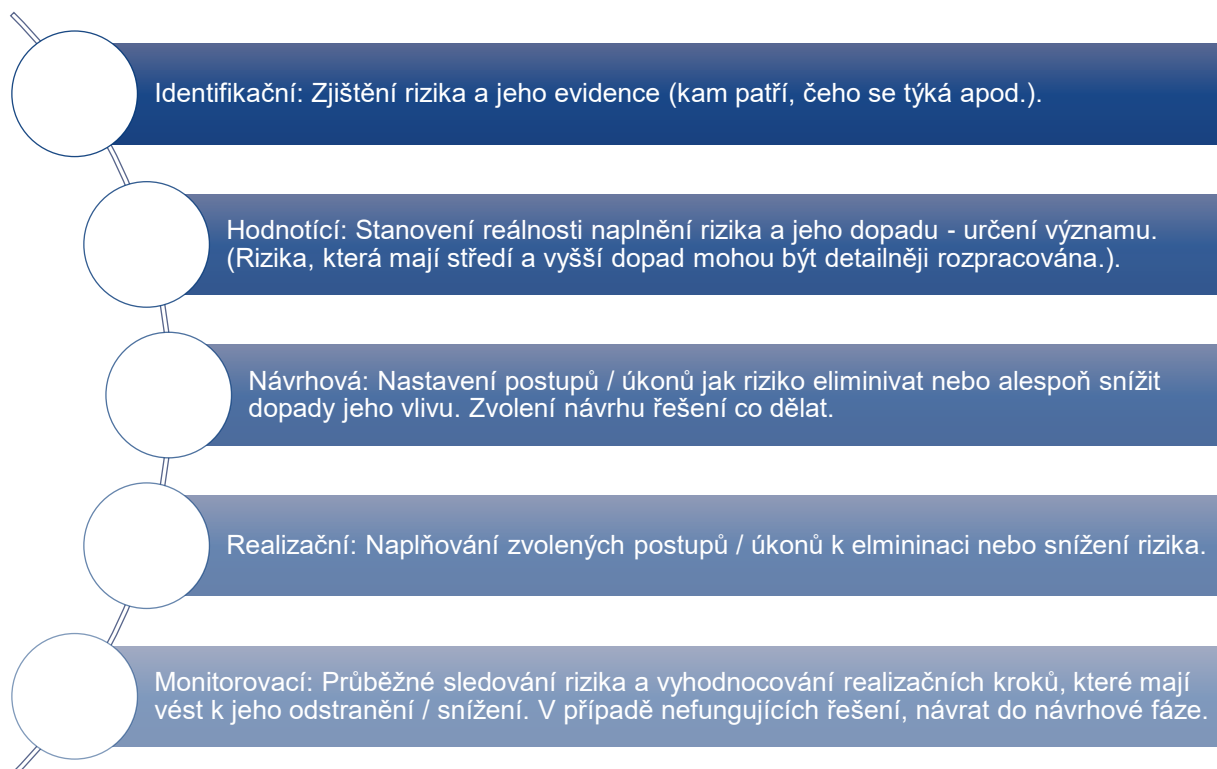 Identifikační: Zjištění rizika a jeho evidence (kam patří, čeho se týká apod.).
Hodnotící: Stanovení reálnosti naplnění rizika a jeho dopadu - určení významu.
(Rizika, která mají středí a vyšší dopad mohou být detailněji rozpracována.).
Návrhová: Nastavení postupů / úkonů jak riziko eliminivat nebo alespoň snížit
dopady jeho vlivu. Zvolení návrhu řešení co dělat.
Realizační: Naplňování zvolených postupů / úkonů k elmininaci nebo snížení rizika.
Monitorovací: Průběžné sledování rizika a vyhodnocování realizačních kroků, které mají
vést k jeho odstranění / snížení. V případě nefungujících řešení, návrat do návrhové fáze.